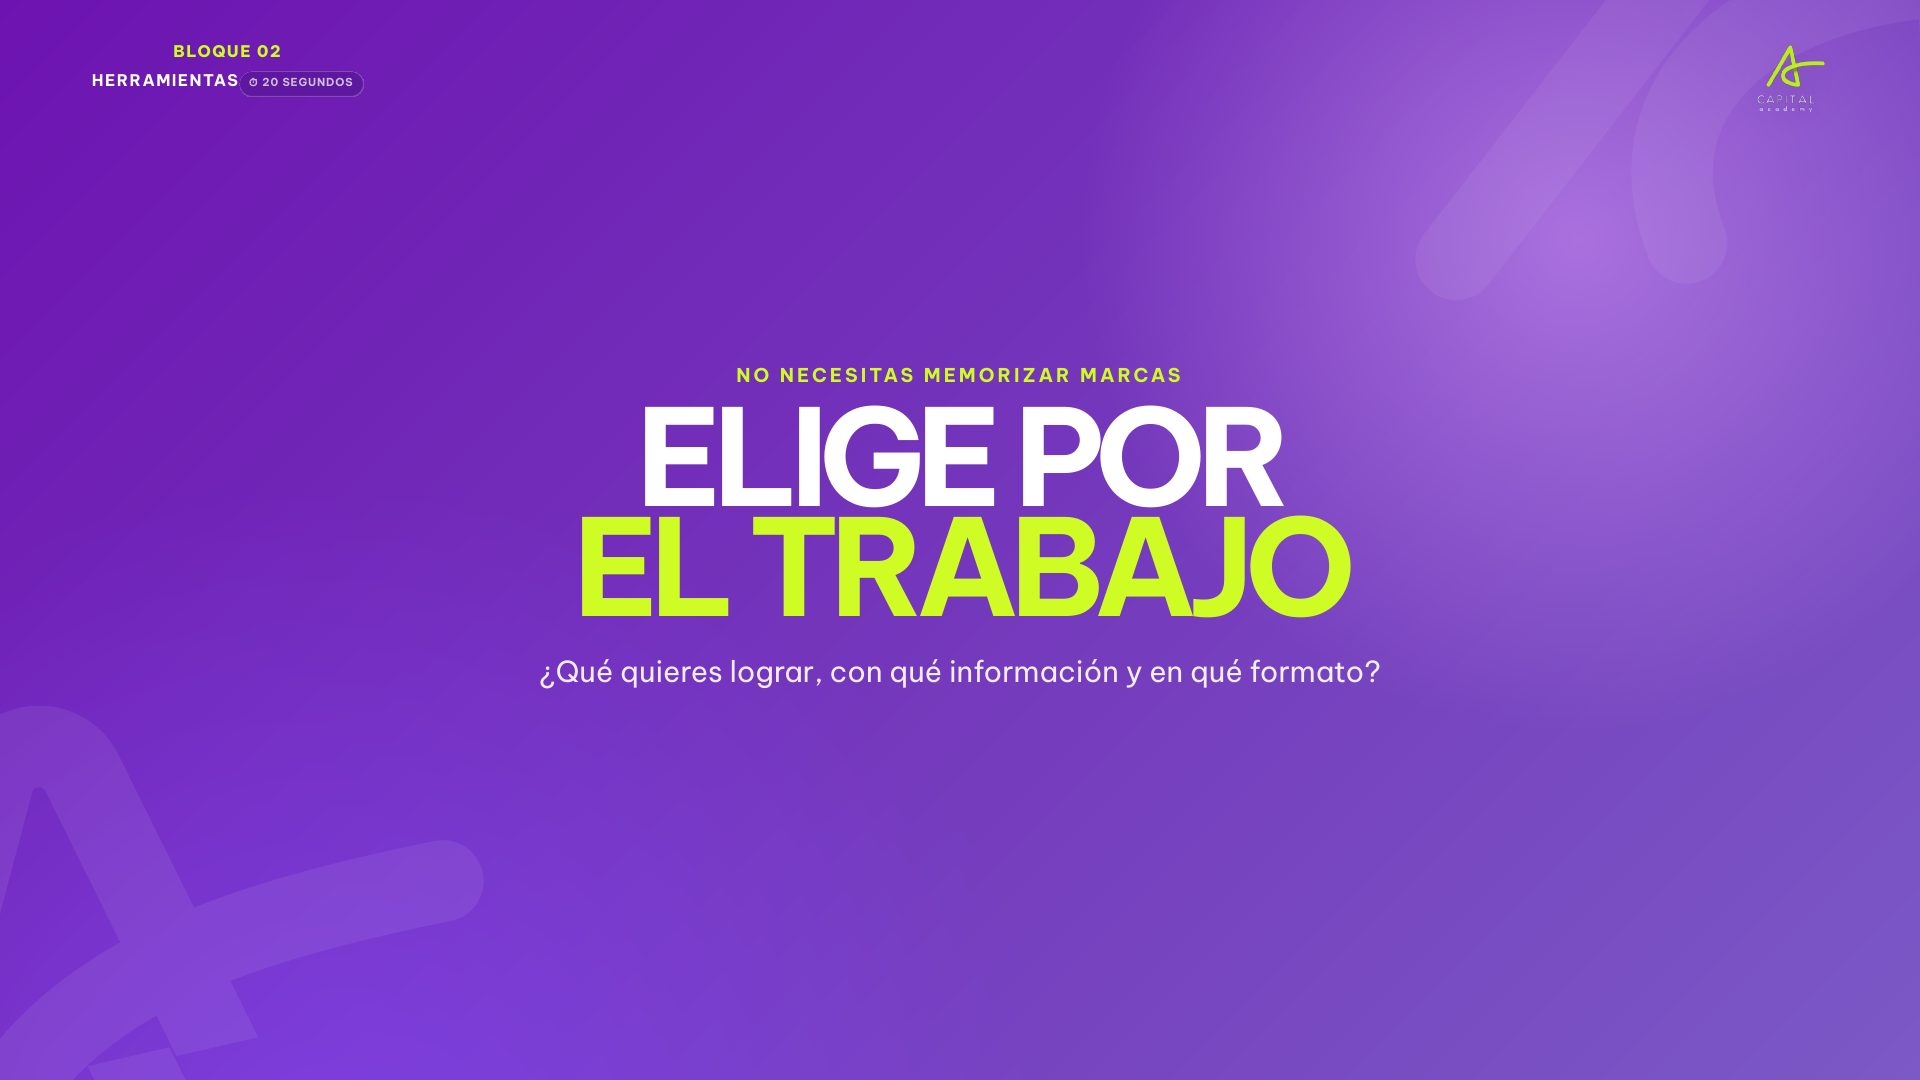 BLOQUE 02
HERRAMIENTAS ⏱ 20 SEGUNDOS
CAPITAL
academy
NO NECESITAS MEMORIZAR MARCAS
ELIGE POR
EL TRABAJO
¿Qué quieres lograr, con qué información y en qué formato?